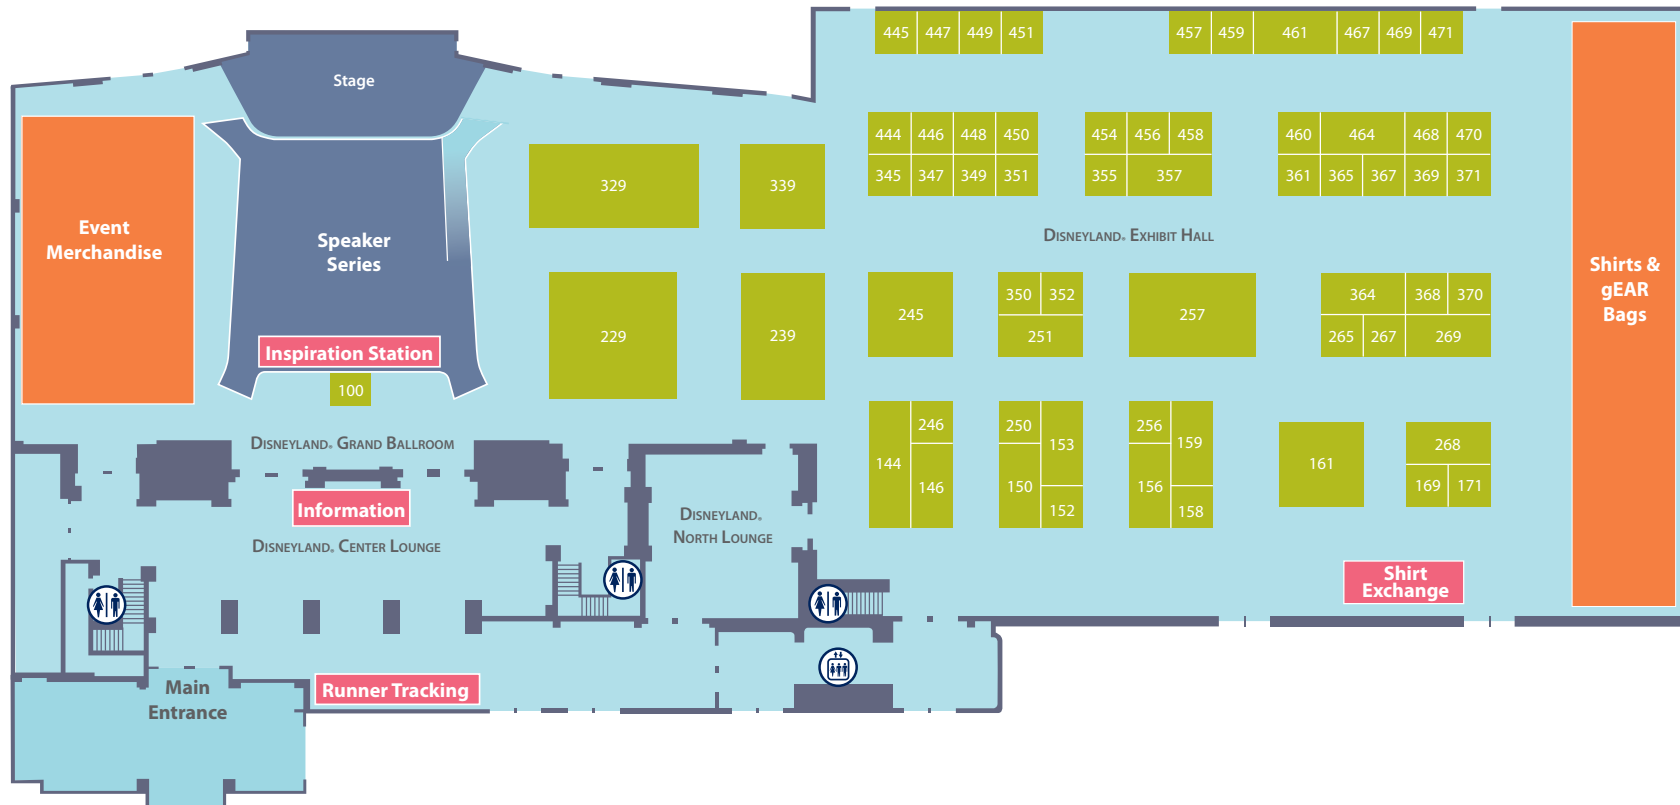 445 447 449 451
457 459 461 467 469 471
Stage
444 446 448 450
454 456 458
460 464 468 470
345 347 349 351
355 357
361 365 367 369 371
329
339
Event
Merchandise
Speaker
Series
DISNEYLAND® EXHIBIT HALL
Shirts &
gEAR
Bags
350 352
364 368 370
245
257
229
239
251
265 267 269
Inspiration Station
100
246
250
153
256
159
268
DISNEYLAND® GRAND BALLROOM
144
161
146
150
156
169 171
Information
152
158
DISNEYLAND®
NORTH LOUNGE
DISNEYLAND® CENTER LOUNGE
Shirt
Exchange
Main
Entrance
Runner Tracking